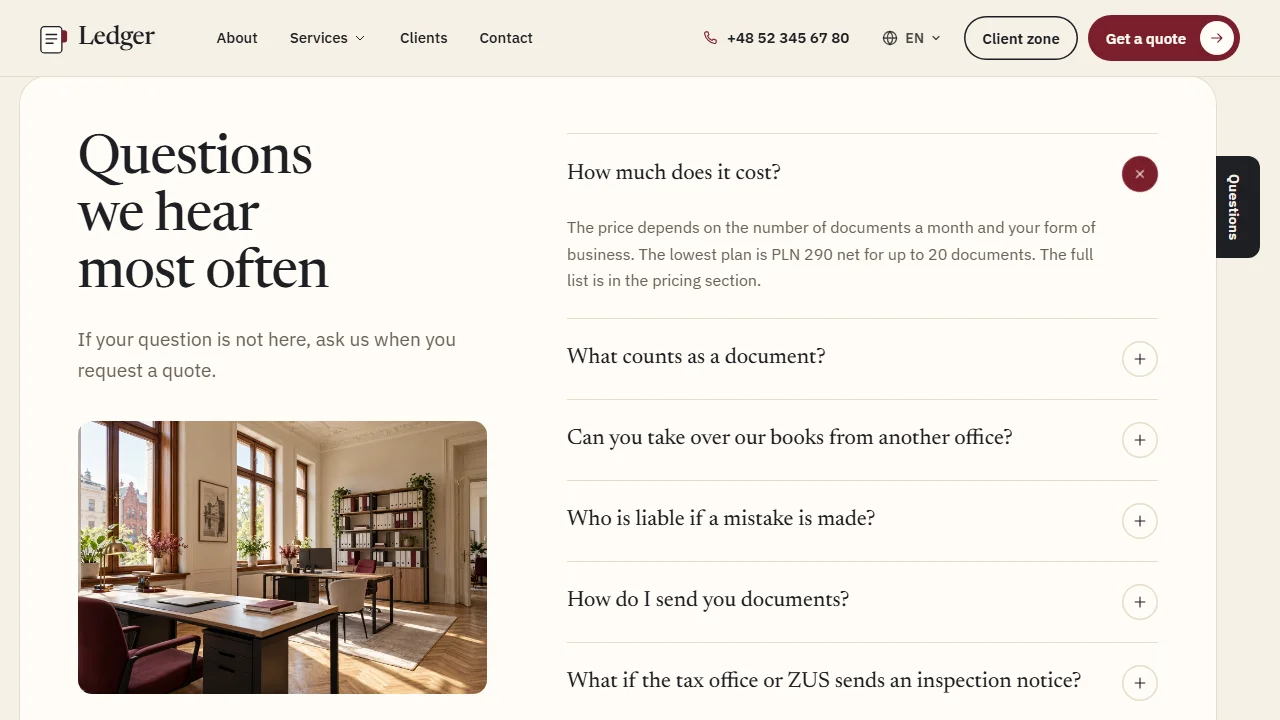 Ledger
About
Services
Clients
Contact
+48 52 345 67 80
EN
Client zone
Get a quote
Questions
we hear
most often
If your question is not here, ask us when you
request a quote.
How much does it cost?
The price depends on the number of documents a month and your form of
business. The lowest plan is PLN 290 net for up to 20 documents. The full
list is in the pricing section.
What counts as a document?
Can you take over our books from another office?
Who is liable if a mistake is made?
How do I send you documents?
What if the tax office or ZUS sends an inspection notice?
Questions